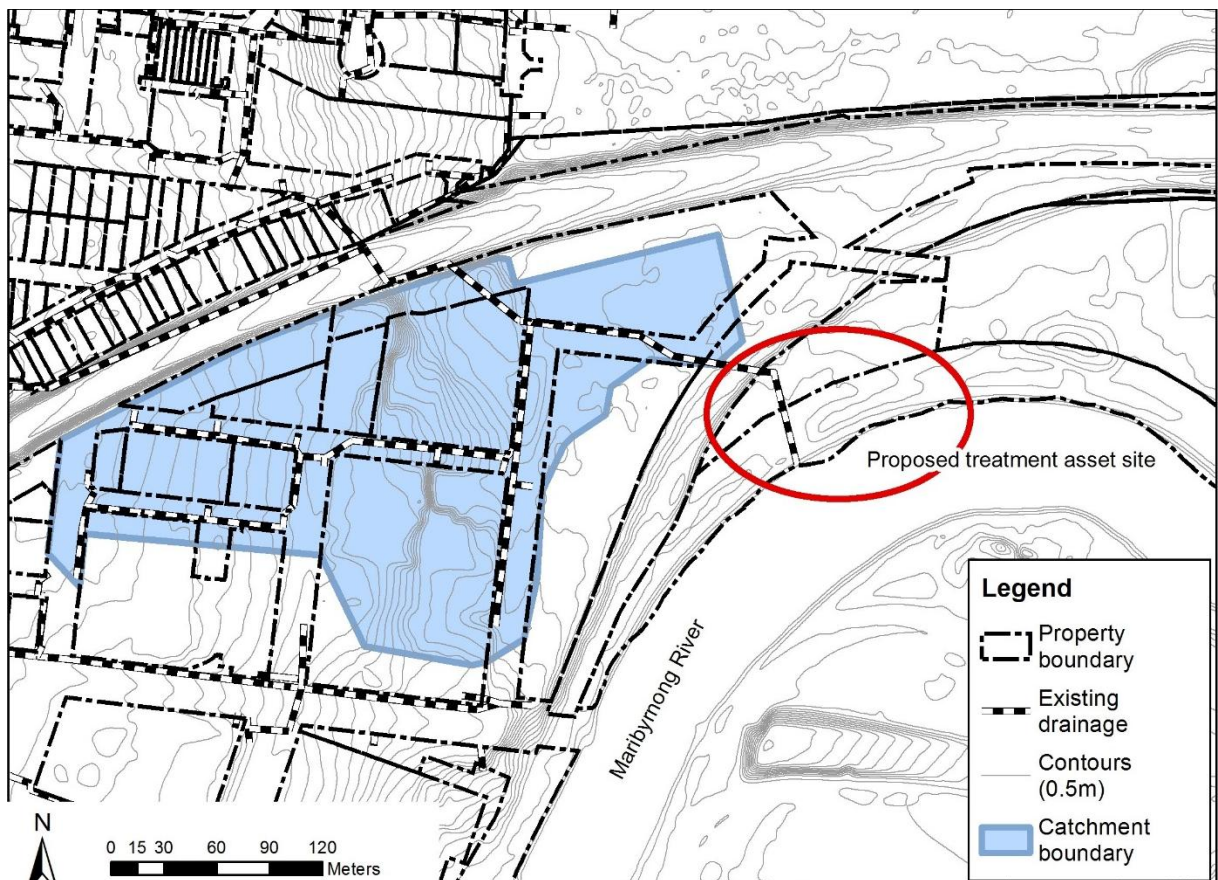 Proposed treatment asset site
Maribymong River
Legend
Property
boundary
Existing
drainage
Contours
(0.5m)
Catchment
boundary
N
0 15 30 60 90 120
Meters